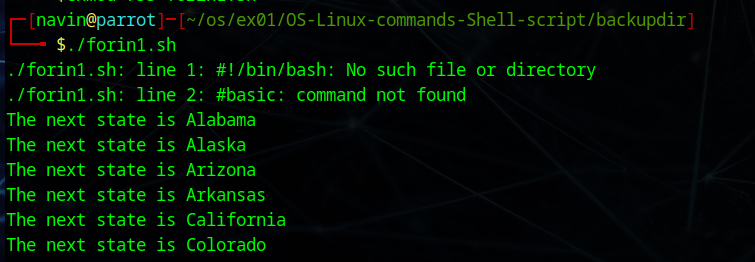 [navin@parrot]─[~/os/ex01/OS-Linux-commands-Shell-script/backupdir]
$./forin1.sh
./forin1.sh: line 1: #!/bin/bash: No such file or directory
./forin1.sh: line 2: #basic: command not found
The next state is Alabama
The next state is Alaska
The next state is Arizona
The next state is Arkansas
The next state is California
The next state is Colorado